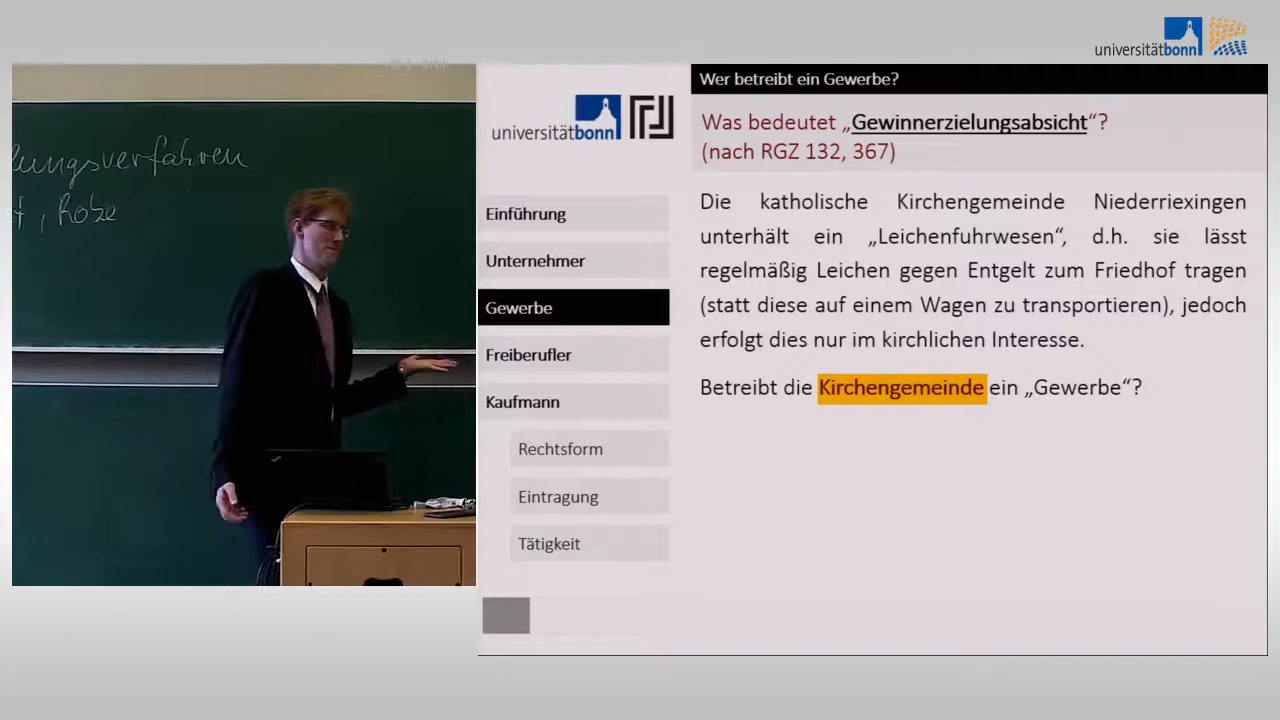 universitätbonn
lungsverfahren
, Robe
universitätbonn
Einführung
Unternehmer
Gewerbe
Freiberufler
Kaufmann
Rechtsform
Eintragung
Tätigkeit
Wer betreibt ein Gewerbe?
Was bedeutet „Gewinnerzielungsabsicht“?
(nach RGZ 132, 367)
Die katholische Kirchengemeinde Niederriexingen
unterhält ein „Leichenfuhrwesen“, d.h. sie lässt
regelmäßig Leichen gegen Entgelt zum Friedhof tragen
(statt diese auf einem Wagen zu transportieren), jedoch
erfolgt dies nur im kirchlichen Interesse.
Betreibt die Kirchengemeinde ein „Gewerbe“?